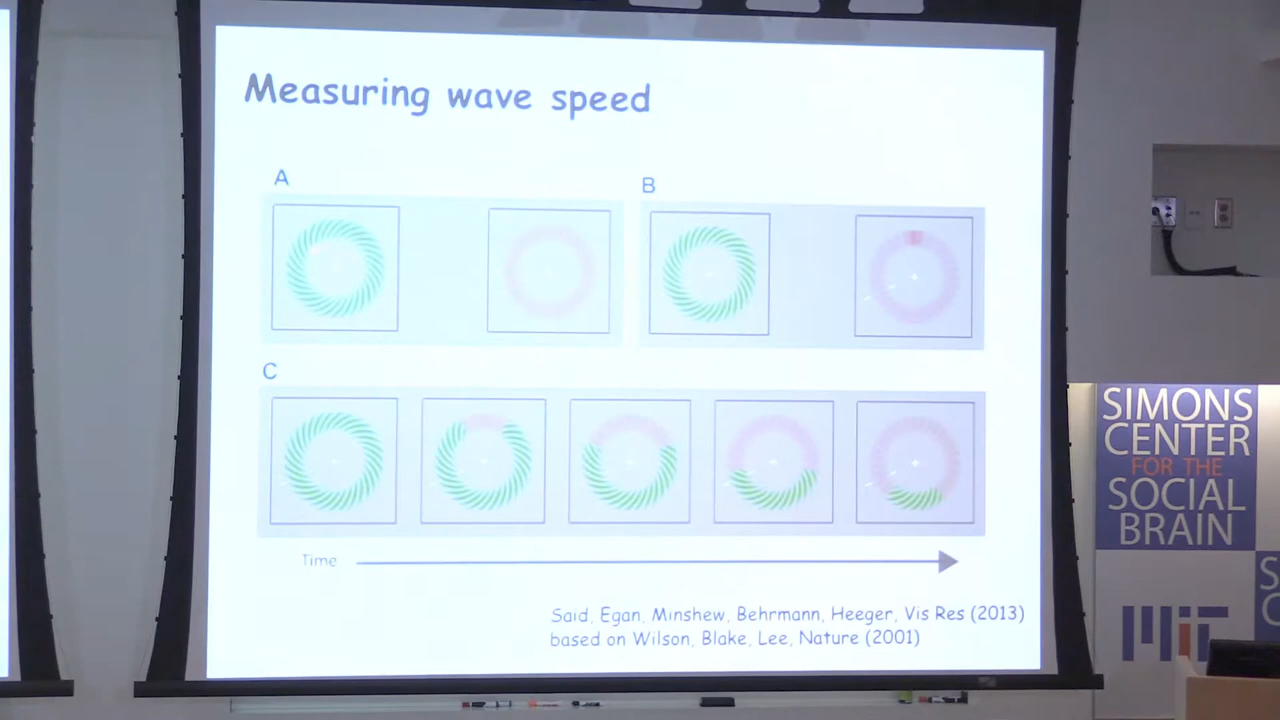 Measuring wave speed
A
B
C
Time
Said, Egan, Minshew, Behrmann, Heeger, Vis Res (2013)
based on Wilson, Blake, Lee, Nature (2001)
SIMONS
CENTER
FOR THE
SOCIAL
BRAIN
MIT
S
C